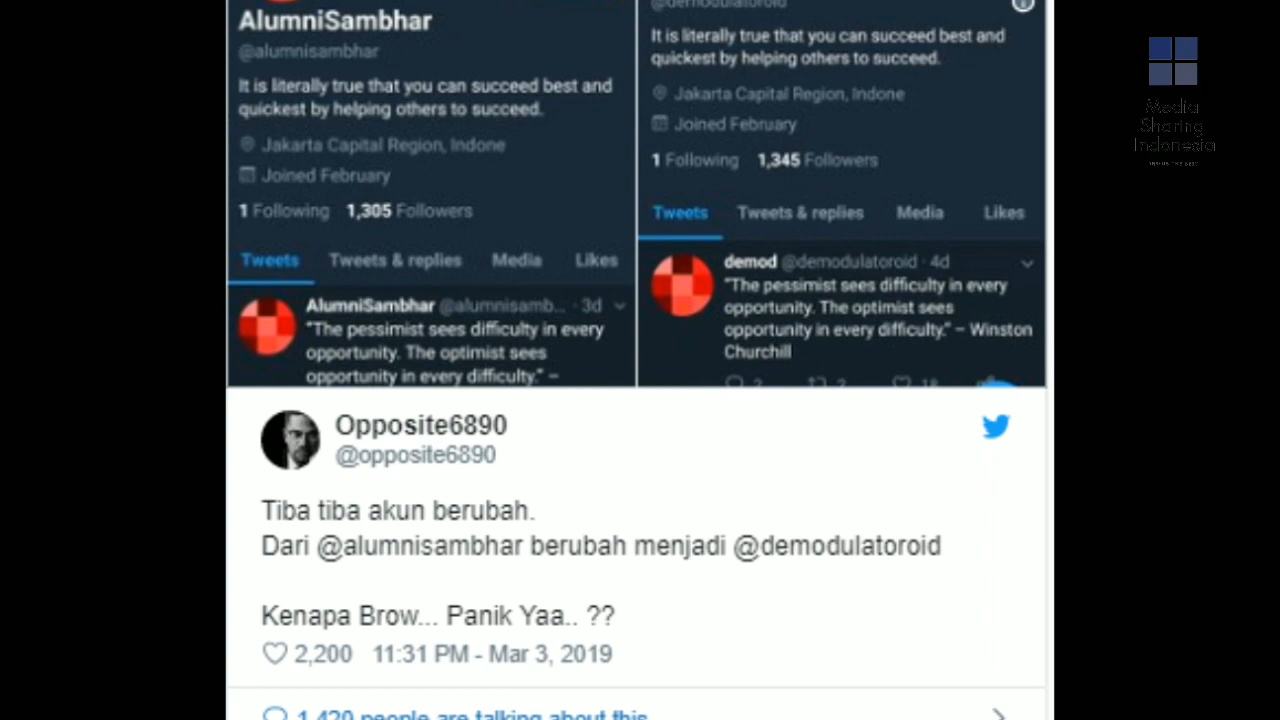 AlumniSambhar
@alumnisambhar
It is literally true that you can succeed best and
quickest by helping others to succeed.
Jakarta Capital Region, Indone
Joined February
1 Following 1,305 Followers
Tweets Tweets & replies Media Likes
AlumniSambhar @alumnisamb... · 3d
"The pessimist sees difficulty in every
opportunity. The optimist sees
opportunity in every difficulty." –
@demodulatoroid
It is literally true that you can succeed best and
quickest by helping others to succeed.
Jakarta Capital Region, Indone
Joined February
1 Following 1,345 Followers
Tweets Tweets & replies Media Likes
demod @demodulatoroid · 4d
"The pessimist sees difficulty in every
opportunity. The optimist sees
opportunity in every difficulty." – Winston
Churchill
Opposite6890
@opposite6890
Tiba tiba akun berubah.
Dari @alumnisambhar berubah menjadi @demodulatoroid
Kenapa Brow... Panik Yaa.. ??
2,200 11:31 PM - Mar 3, 2019
1,420 people are talking about this
Media
Sharing
Indonesia